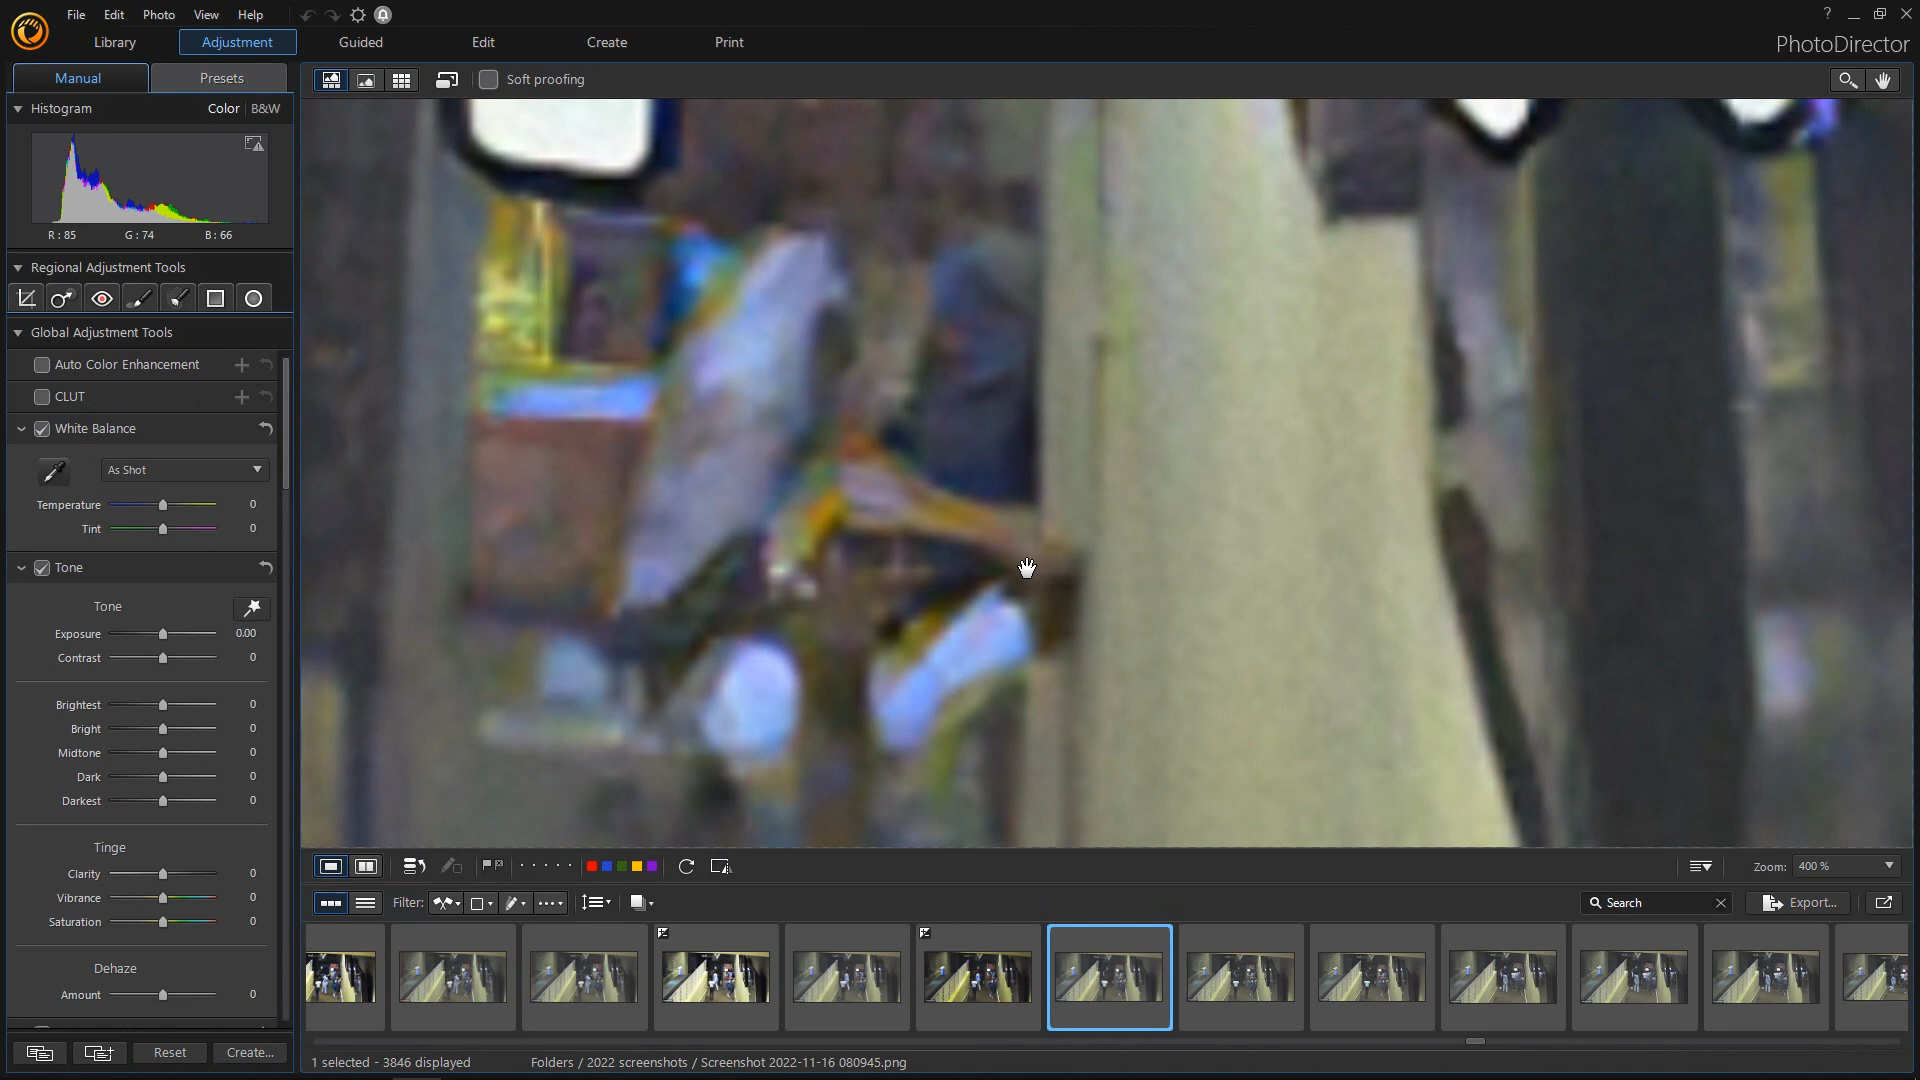 File Edit Photo View Help
?
Library Adjustment Guided Edit Create Print
PhotoDirector
Manual Presets
Soft proofing
Histogram Color B&W
R : 85 G : 74 B : 66
Regional Adjustment Tools
Global Adjustment Tools
Auto Color Enhancement
CLUT
White Balance
As Shot
Temperature 0
Tint 0
Tone
Tone
Exposure 0.00
Contrast 0
Brightest 0
Bright 0
Midtone 0
Dark 0
Darkest 0
Tinge
Clarity 0
Vibrance 0
Saturation 0
Dehaze
Amount 0
Reset Create...
Zoom: 400 %
Filter: Search Export...
1 selected - 3846 displayed Folders / 2022 screenshots / Screenshot 2022-11-16 080945.png